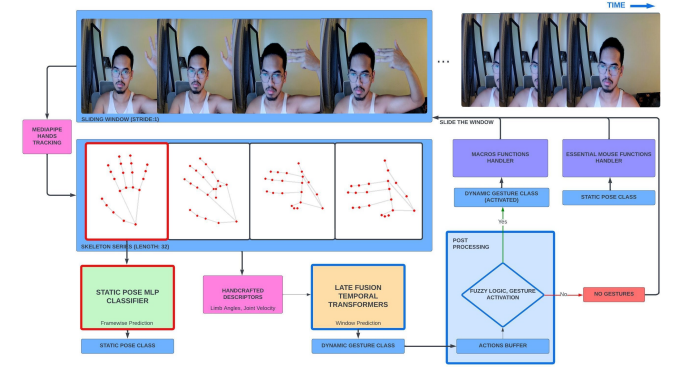 TIME
...
SLIDING WINDOW (STRIDE:1)
SLIDE THE WINDOW
MEDIAPIPE
HANDS
TRACKING
MACROS FUNCTIONS
HANDLER
ESSENTIAL MOUSE FUNCTIONS
HANDLER
DYNAMIC GESTURE CLASS
(ACTIVATED)
STATIC POSE CLASS
SKELETON SERIES (LENGTH: 32)
Yes
POST
PROCESSING
STATIC POSE MLP
CLASSIFIER
Framewise Prediction
HANDCRAFTED
DESCRIPTORS
Limb Angles, Joint Velocity
LATE FUSION
TEMPORAL
TRANSFORMERS
Window Prediction
FUZZY LOGIC, GESTURE
ACTIVATION
No
NO GESTURES
STATIC POSE CLASS
DYNAMIC GESTURE CLASS
ACTIONS BUFFER